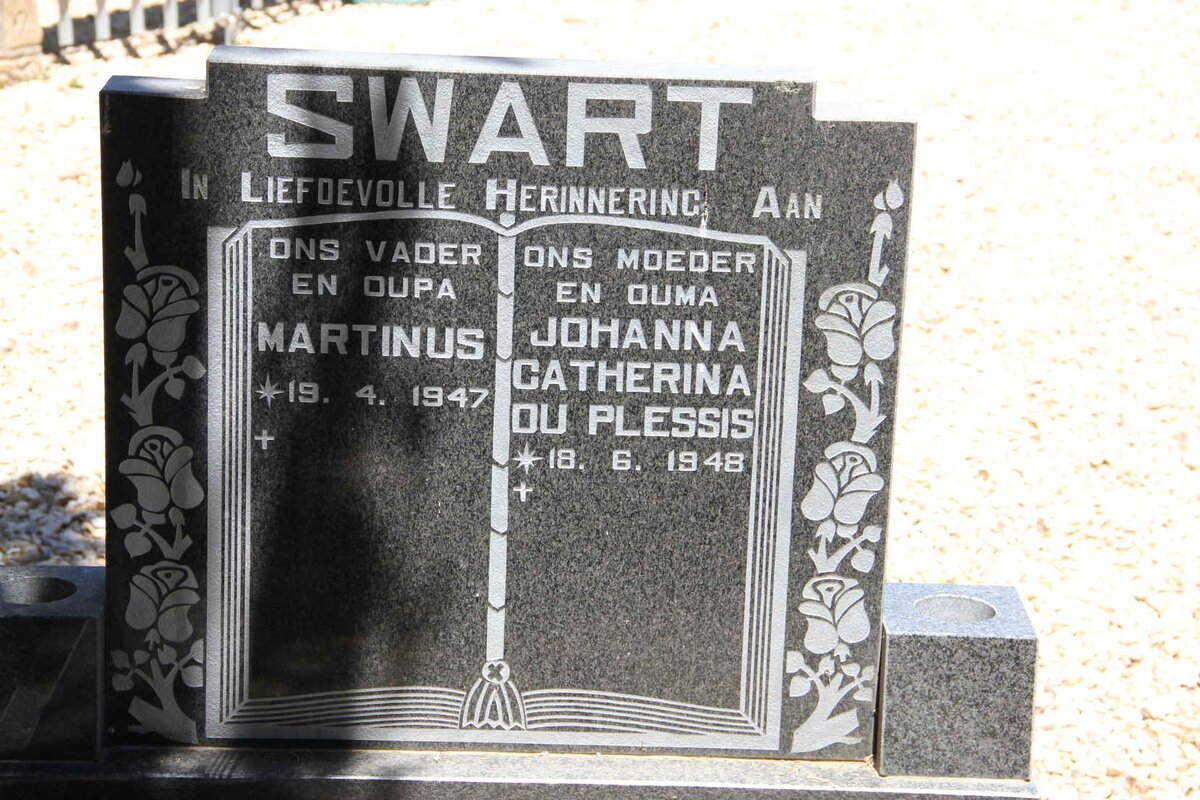 SWART
IN LIEFDEVOLLE HERINNERING AAN
ONS VADER
EN OUPA
MARTINUS
* 19. 4. 1947
†
ONS MOEDER
EN OUMA
JOHANNA
CATHERINA
DU PLESSIS
* 18. 6. 1948
†